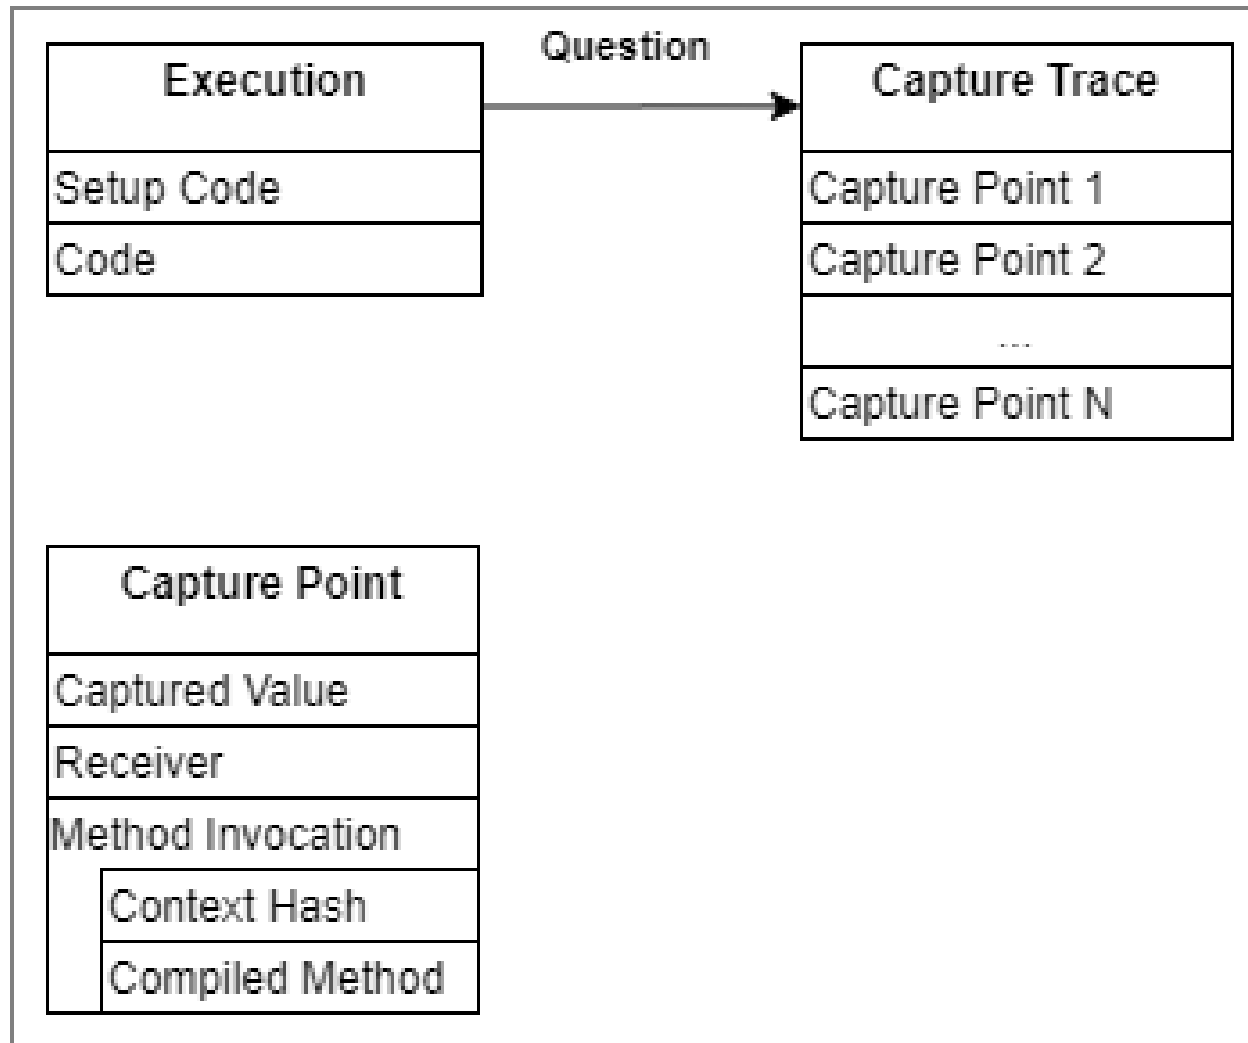 Execution
Question
Capture Trace
Setup Code
Code
Capture Point 1
Capture Point 2
...
Capture Point N
Capture Point
Captured Value
Receiver
Method Invocation
Context Hash
Compiled Method